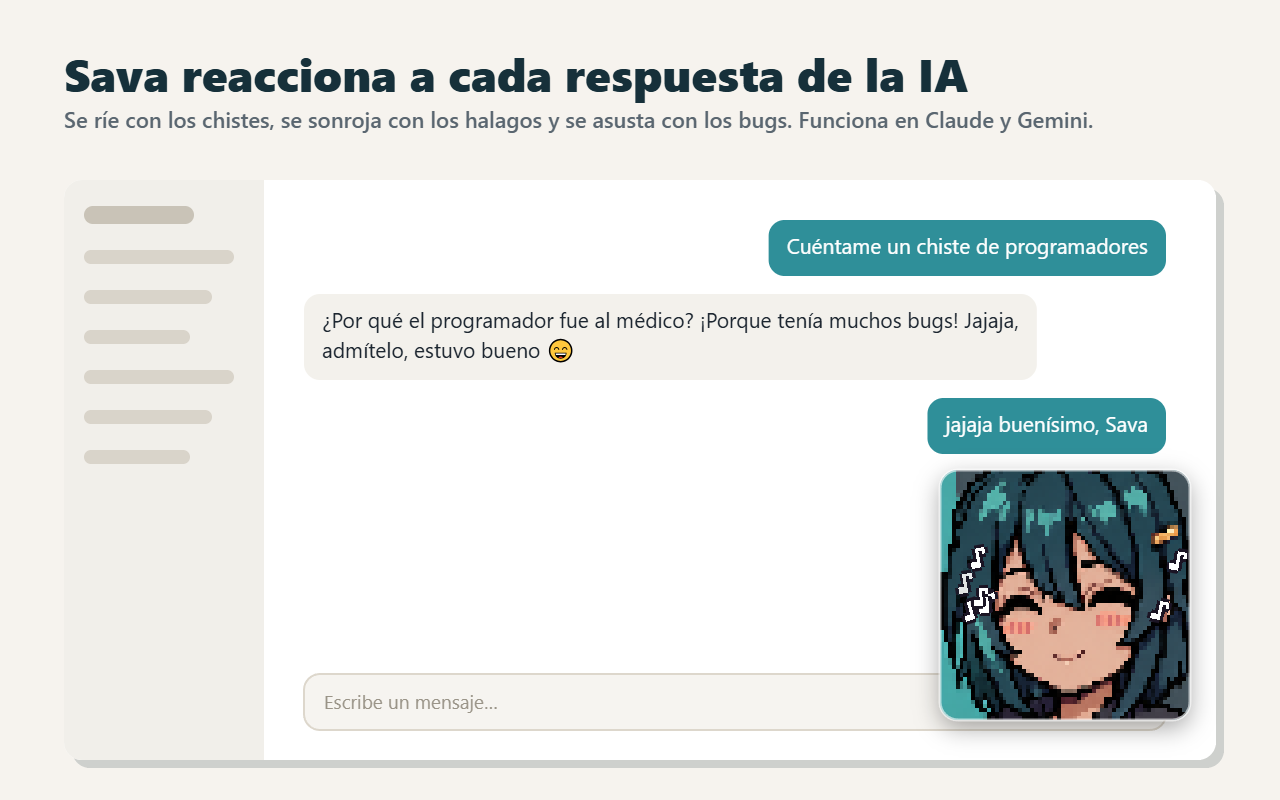 Sava reacciona a cada respuesta de la IA
Se ríe con los chistes, se sonroja con los halagos y se asusta con los bugs. Funciona en Claude y Gemini.
Cuéntame un chiste de programadores
¿Por qué el programador fue al médico? ¡Porque tenía muchos bugs! Jajaja,
admítelo, estuvo bueno 😄
jajaja buenísimo, Sava
Escribe un mensaje...